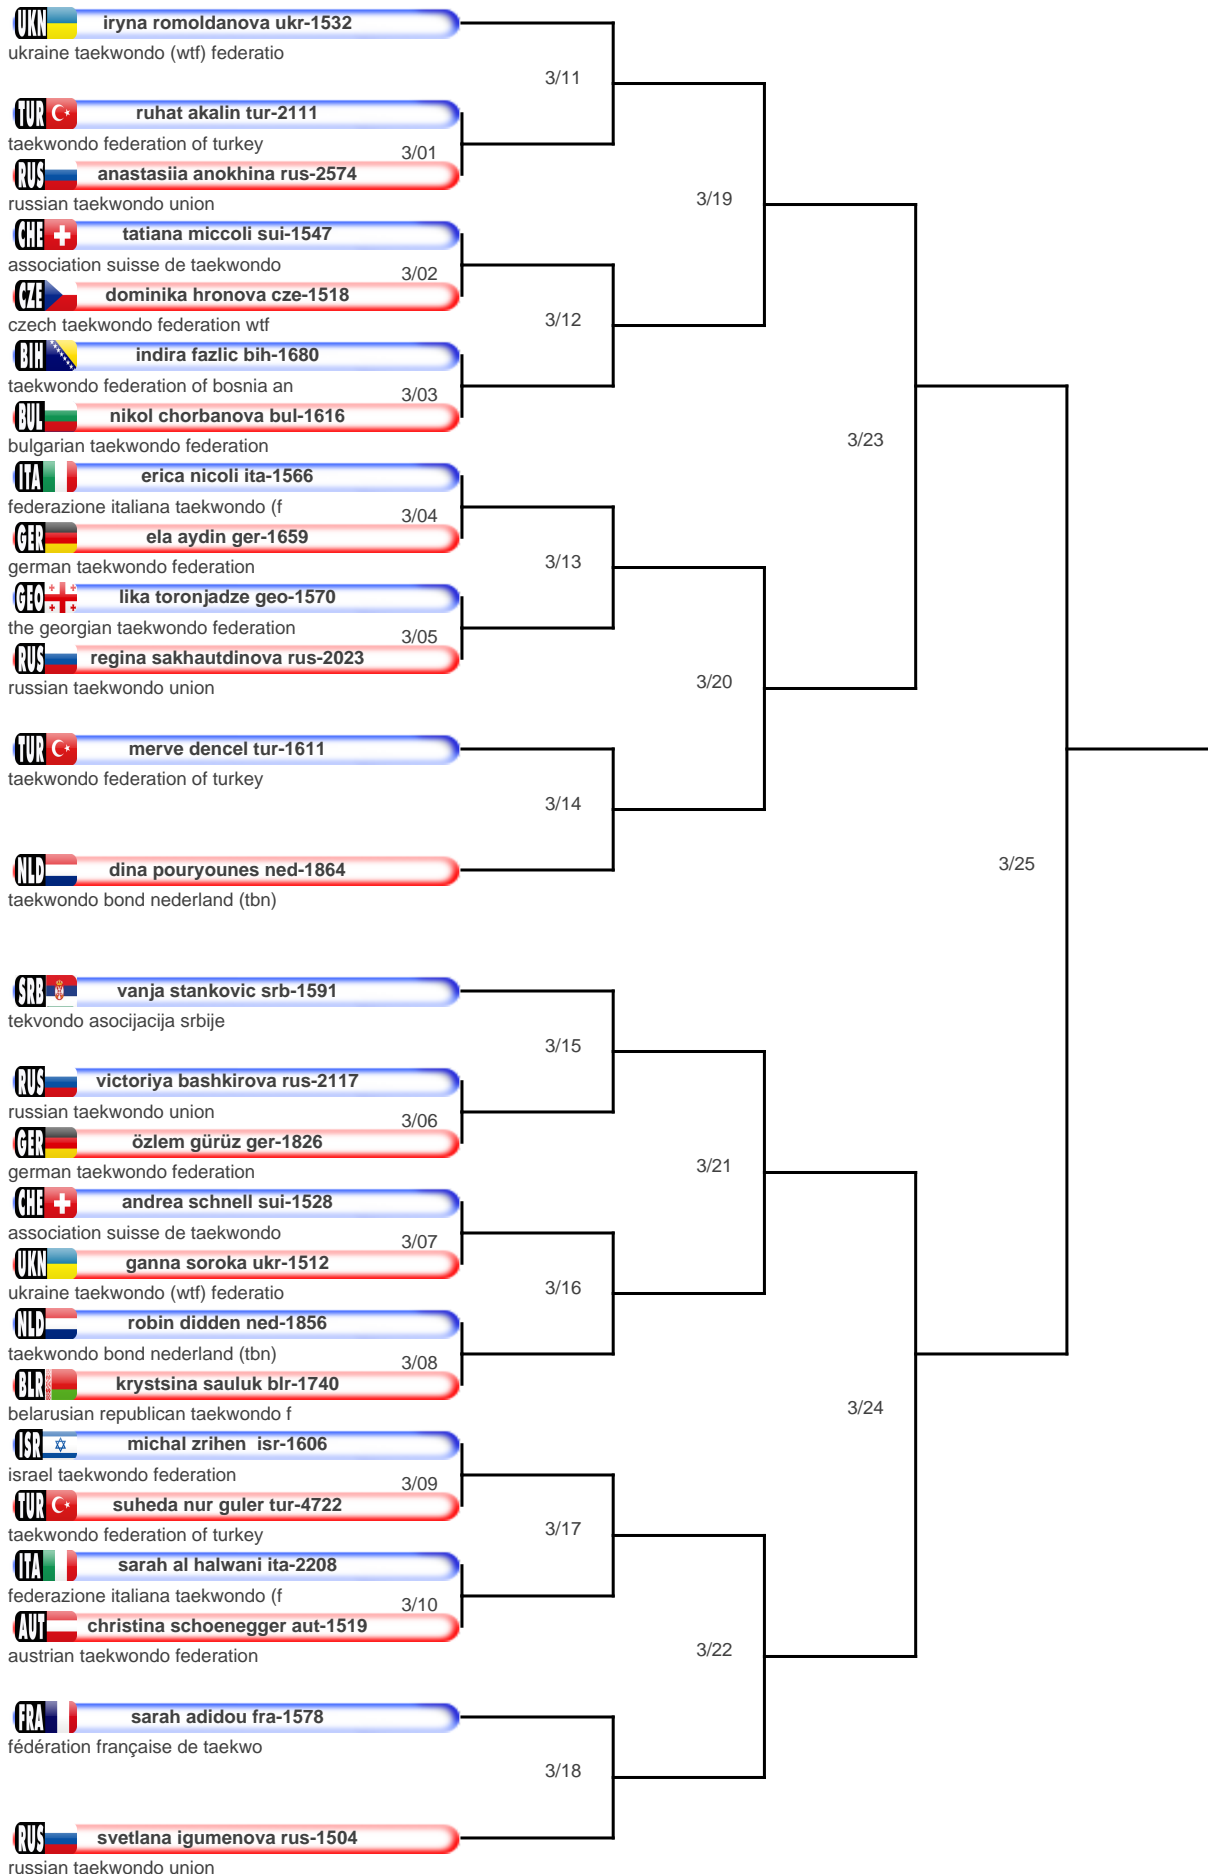 UKN iryna romoldanova ukr-1532
ukraine taekwondo (wtf) federatio
3/11
TUR ruhat akalin tur-2111
taekwondo federation of turkey
3/01
RUS anastasiia anokhina rus-2574
russian taekwondo union
3/19
CHE tatiana miccoli sui-1547
association suisse de taekwondo
3/02
CZE dominika hronova cze-1518
czech taekwondo federation wtf
3/12
BIH indira fazlic bih-1680
taekwondo federation of bosnia an
3/03
BUL nikol chorbanova bul-1616
bulgarian taekwondo federation
3/23
ITA erica nicoli ita-1566
federazione italiana taekwondo (f
3/04
GER ela aydin ger-1659
german taekwondo federation
3/13
GEO lika toronjadze geo-1570
the georgian taekwondo federation
3/05
RUS regina sakhautdinova rus-2023
russian taekwondo union
3/20
TUR merve dencel tur-1611
taekwondo federation of turkey
3/14
NLD dina pouryounes ned-1864
taekwondo bond nederland (tbn)
3/25
SRB vanja stankovic srb-1591
tekvondo asocijacija srbije
3/15
RUS victoriya bashkirova rus-2117
russian taekwondo union
3/06
GER özlem gürüz ger-1826
german taekwondo federation
3/21
CHE andrea schnell sui-1528
association suisse de taekwondo
3/07
UKN ganna soroka ukr-1512
ukraine taekwondo (wtf) federatio
3/16
NLD robin didden ned-1856
taekwondo bond nederland (tbn)
3/08
BLR krystsina sauluk blr-1740
belarusian republican taekwondo f
3/24
ISR michal zrihen isr-1606
israel taekwondo federation
3/09
TUR suheda nur guler tur-4722
taekwondo federation of turkey
3/17
ITA sarah al halwani ita-2208
federazione italiana taekwondo (f
3/10
AUT christina schoenegger aut-1519
austrian taekwondo federation
3/22
FRA sarah adidou fra-1578
fédération française de taekwo
3/18
RUS svetlana igumenova rus-1504
russian taekwondo union